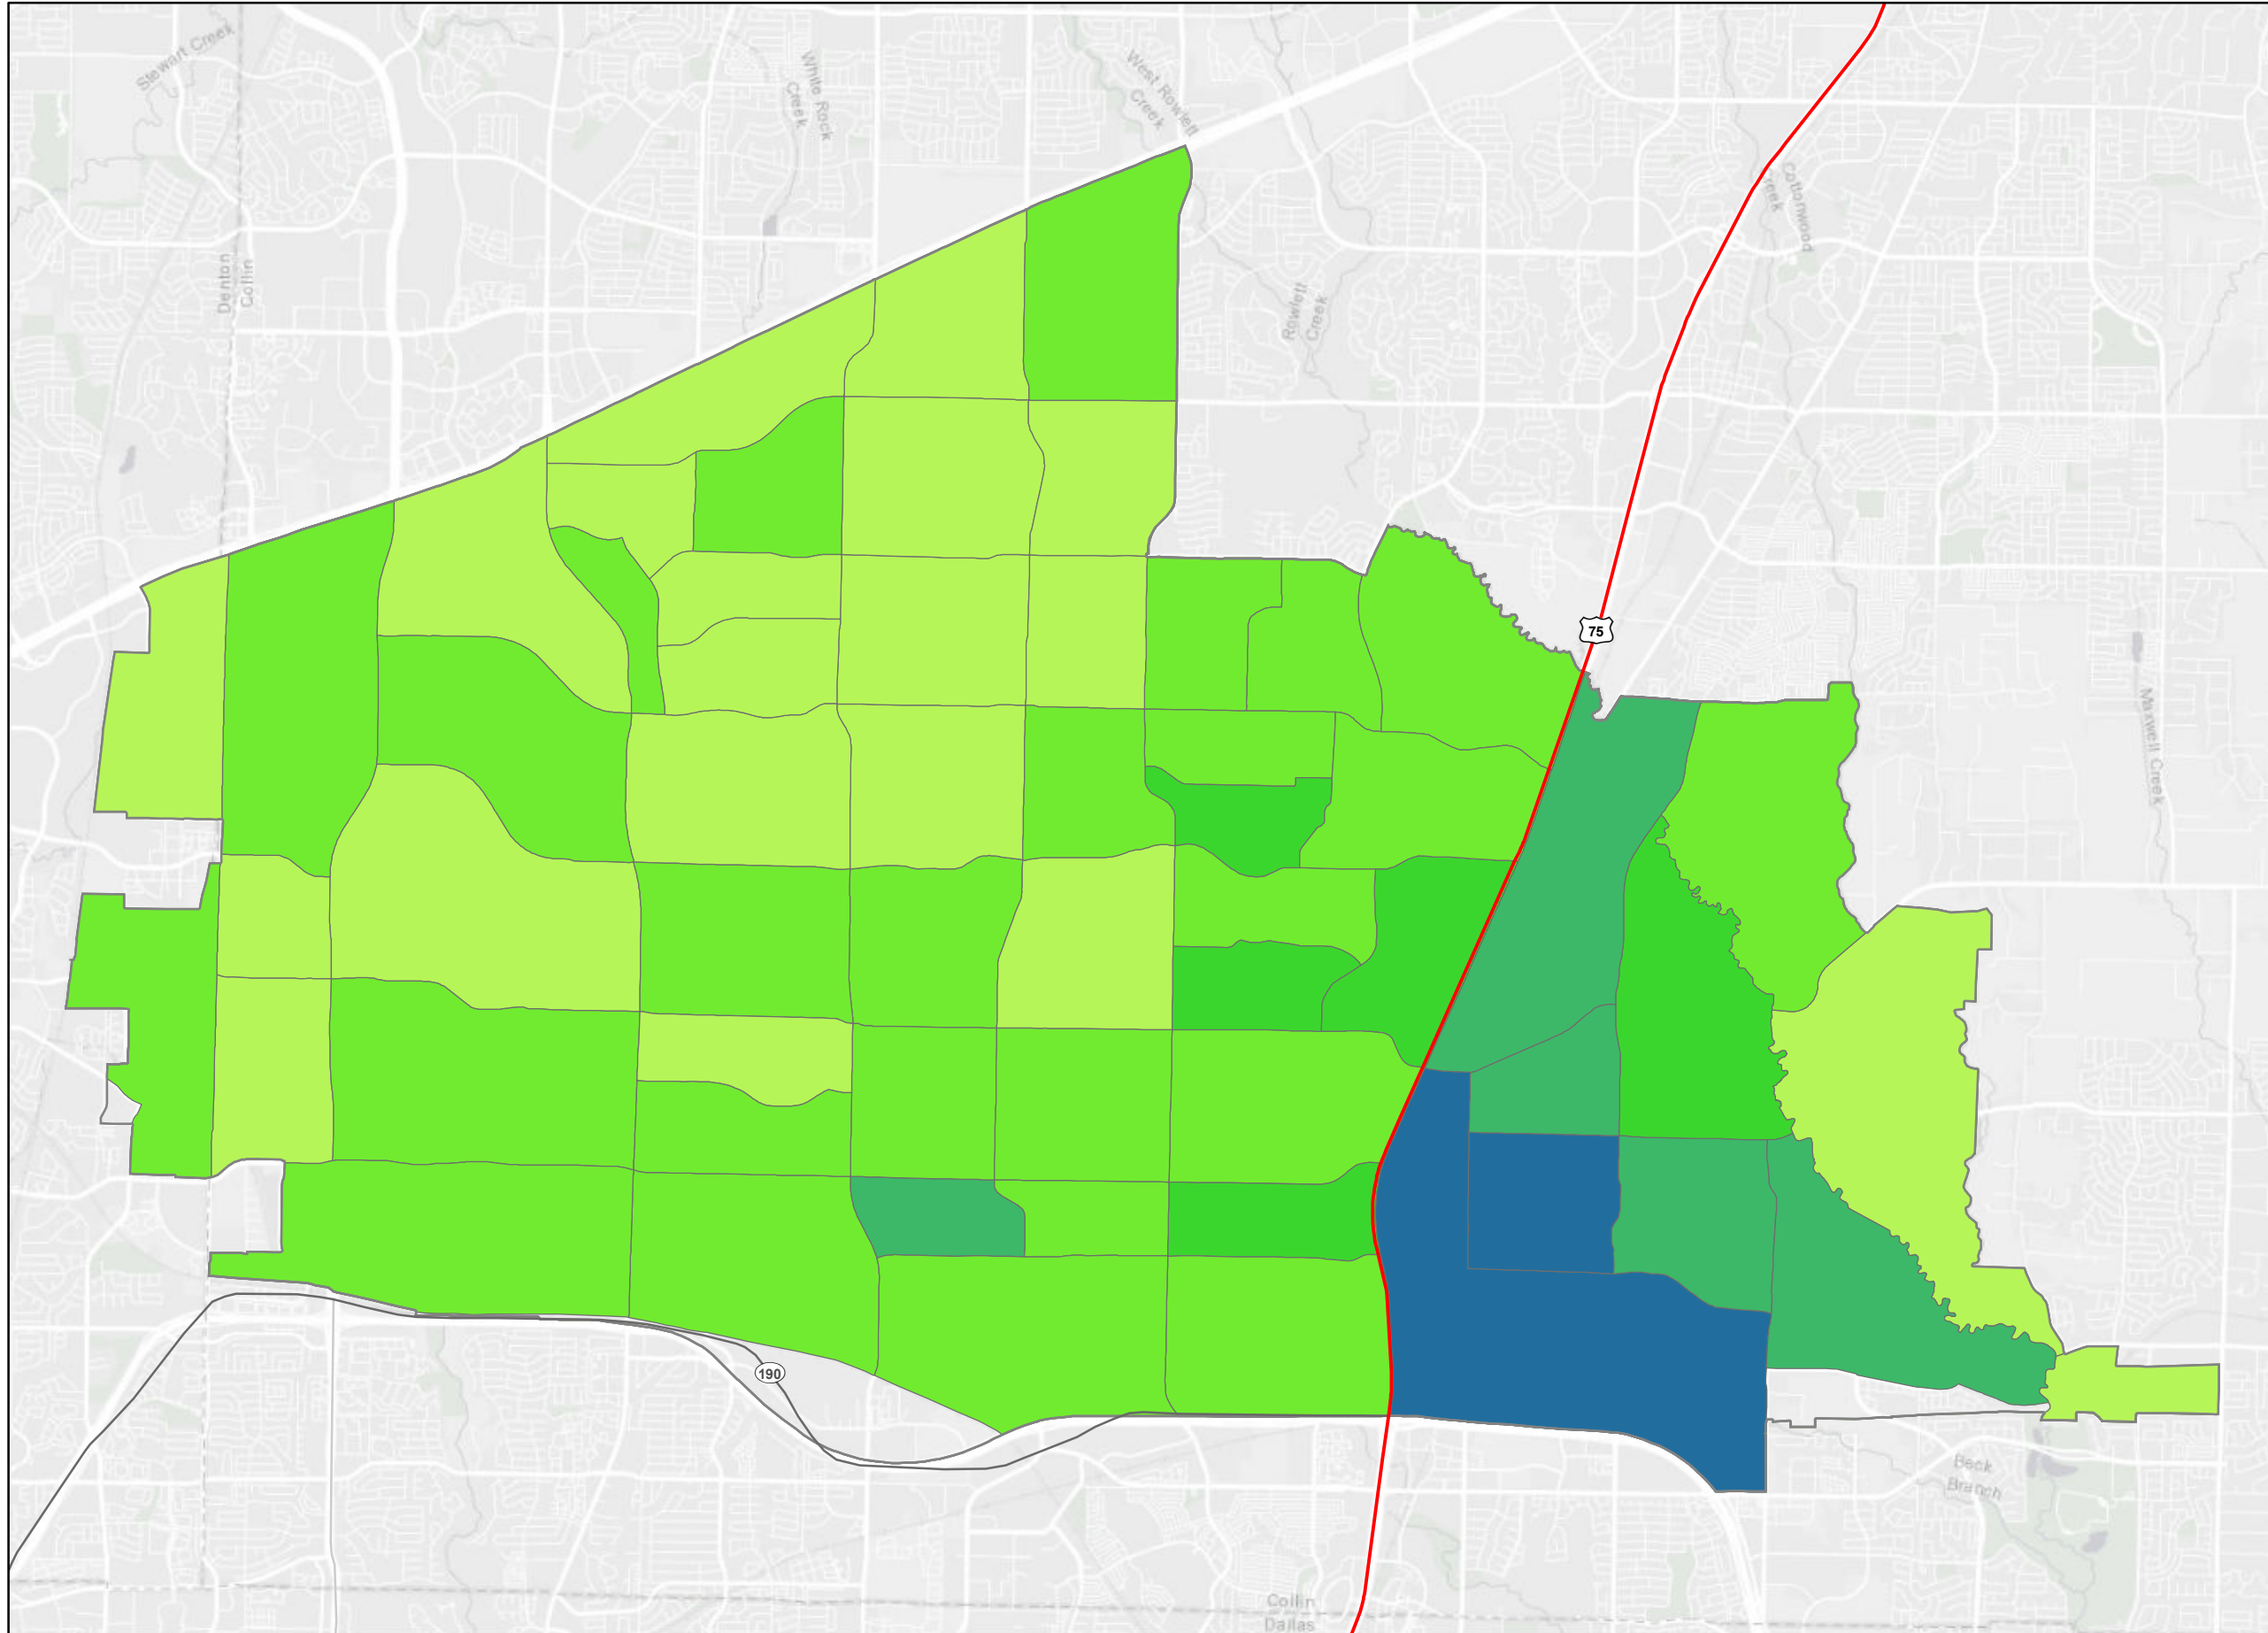 Stewart Creek
White Rock
Creek
West Rowlett
Creek
Cottonwood
Creek
Denton
Collin
Rowlett
Creek
75
Maxwell Creek
190
Beck
Branch
Collin
Dallas